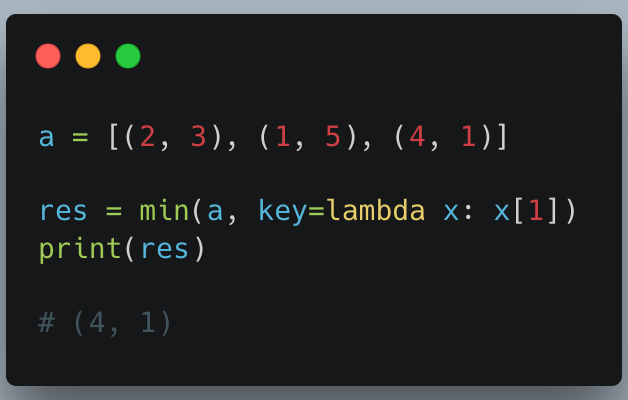 a = [(2, 3), (1, 5), (4, 1)]
res = min(a, key=lambda x: x[1])
print(res)
# (4, 1)